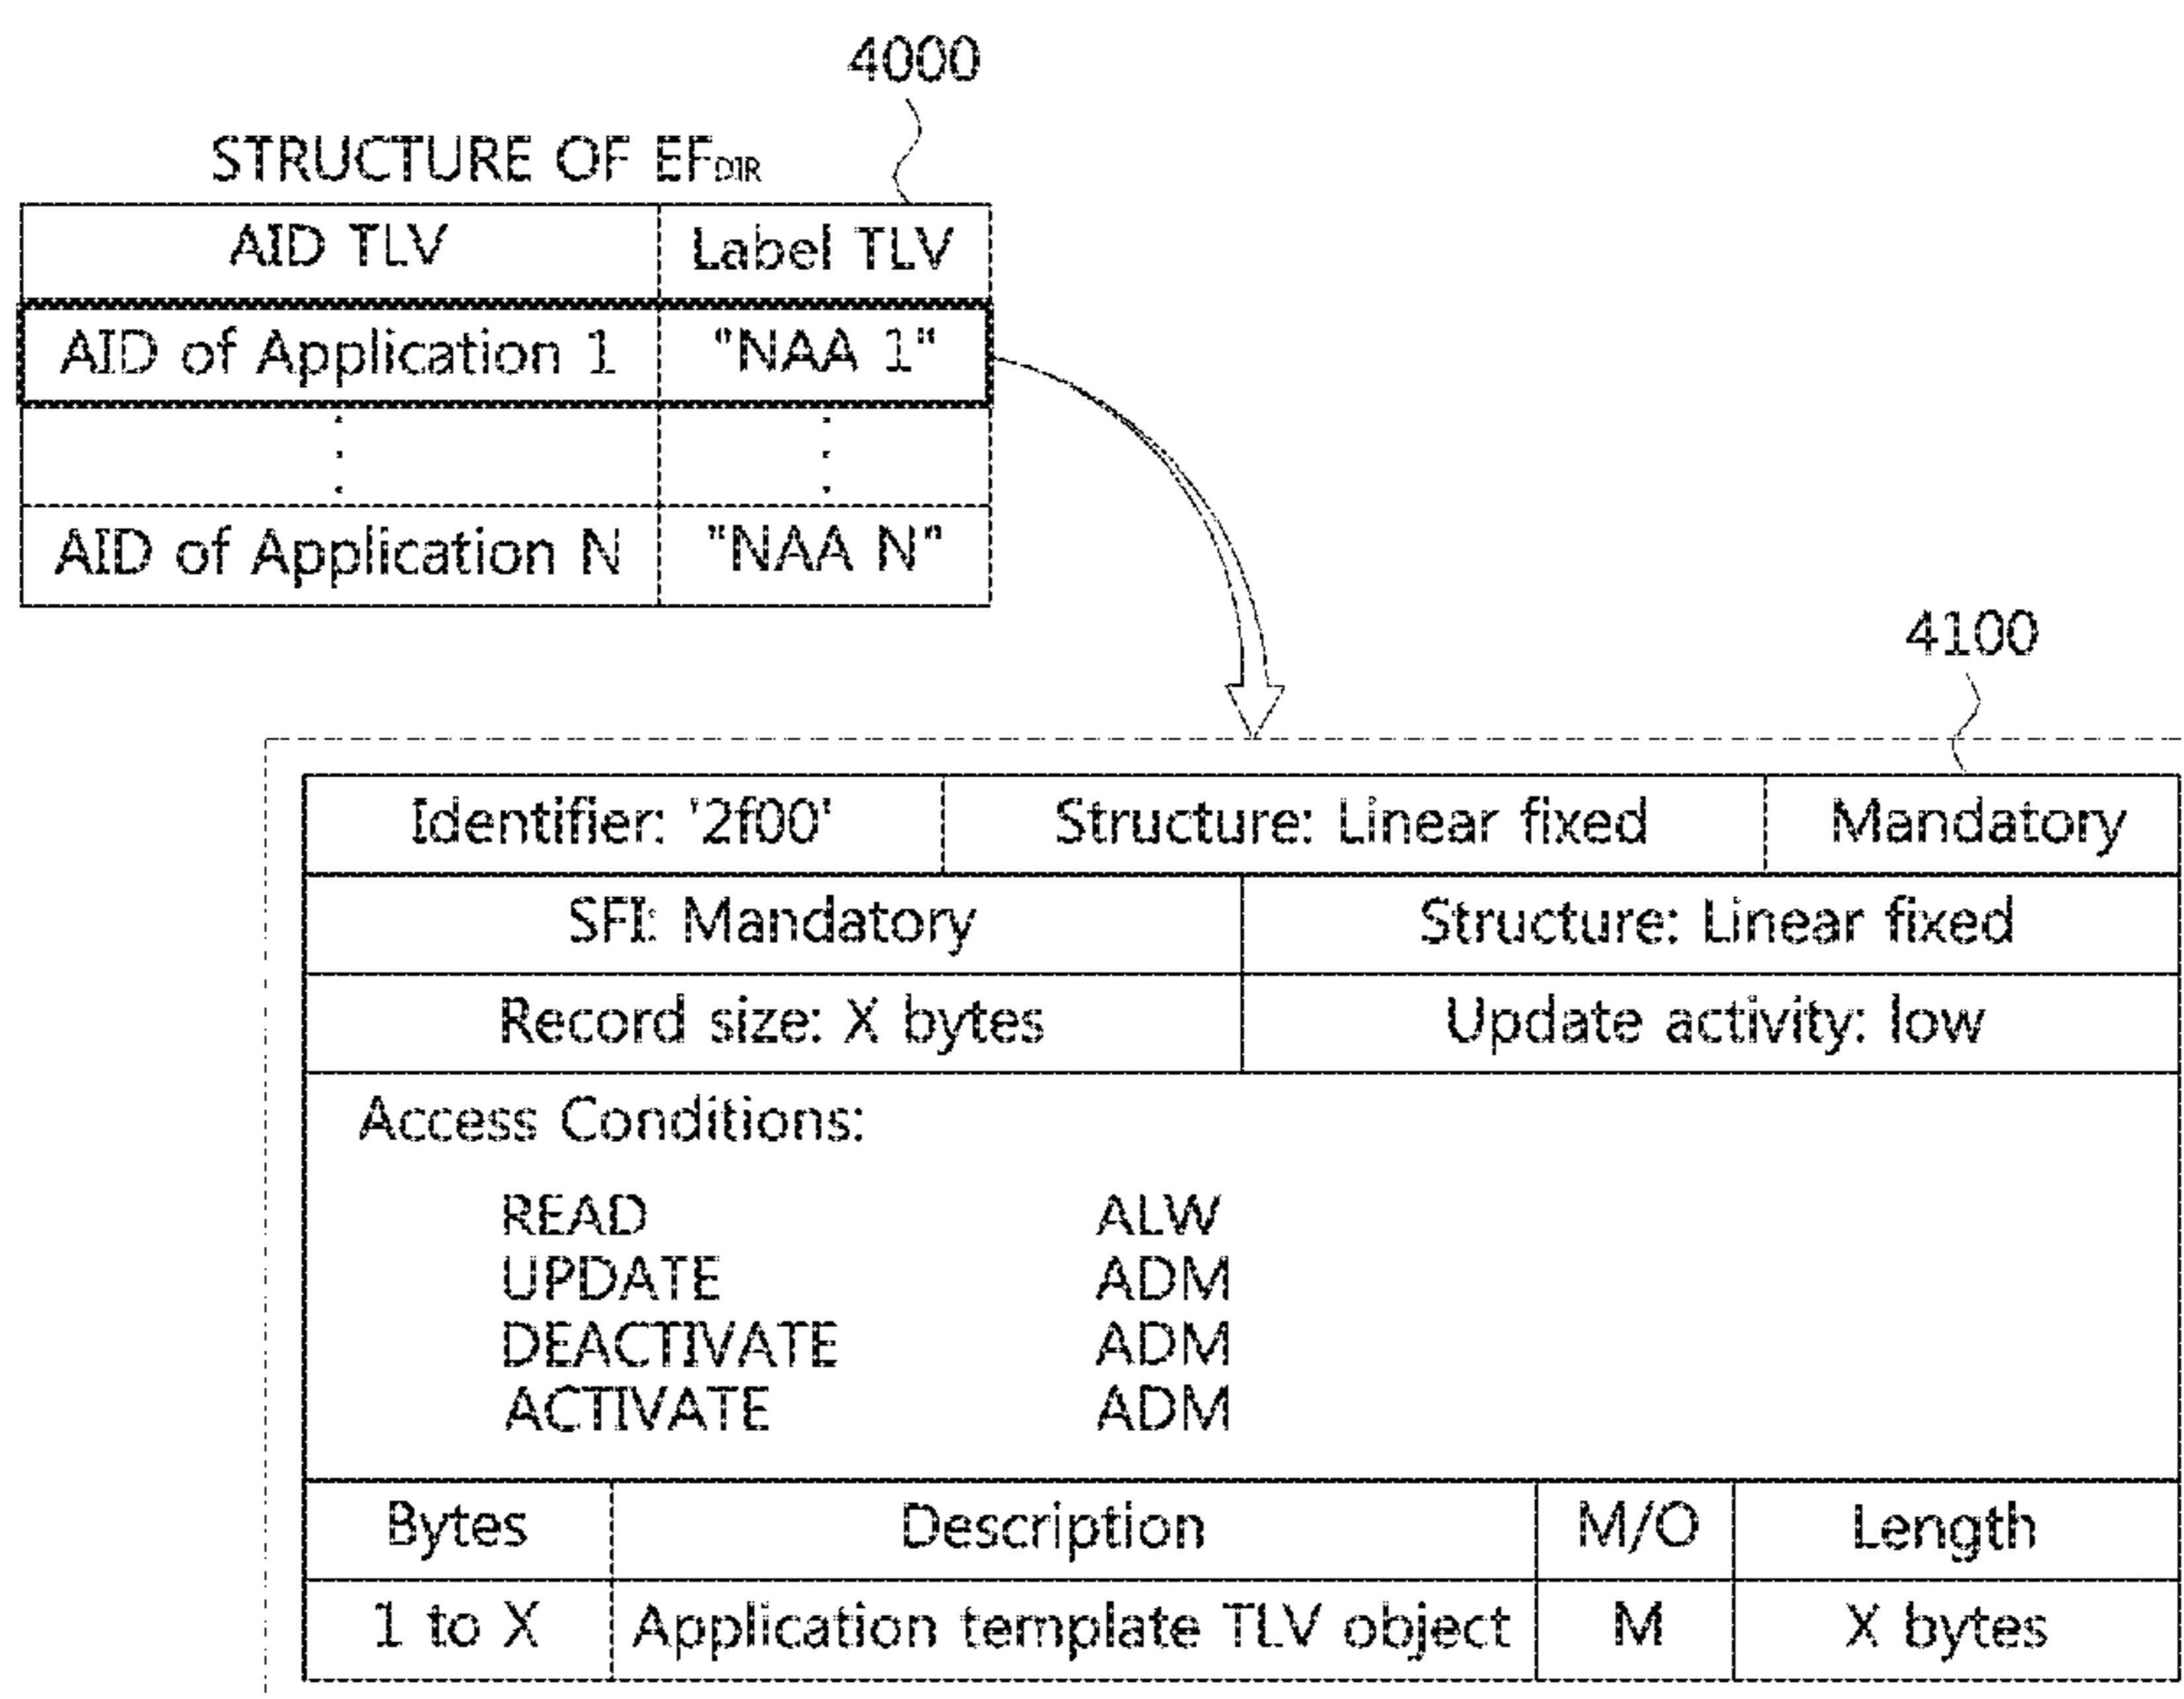 4000
STRUCTURE OF EFDIR
AID TLV Label TLV
AID of Application 1 "NAA 1"
AID of Application N "NAA N"
4100
Identifier: '2f00' Structure: Linear fixed Mandatory
SFI: Mandatory Structure: Linear fixed
Record size: X bytes Update activity: low
Access Conditions:
READ ALW
UPDATE ADM
DEACTIVATE ADM
ACTIVATE ADM
Bytes Description M/O Length
1 to X Application template TLV object M X bytes